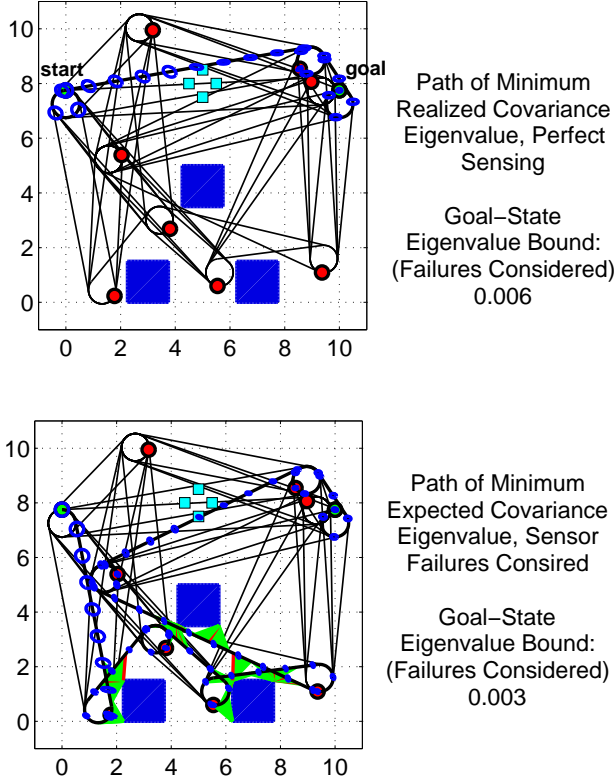 start
goal
10
8
6
4
2
0
0
2
4
6
8
10
Path of Minimum
Realized Covariance
Eigenvalue, Perfect
Sensing
Goal−State
Eigenvalue Bound:
(Failures Considered)
0.006
10
8
6
4
2
0
0
2
4
6
8
10
Path of Minimum
Expected Covariance
Eigenvalue, Sensor
Failures Consired
Goal−State
Eigenvalue Bound:
(Failures Considered)
0.003